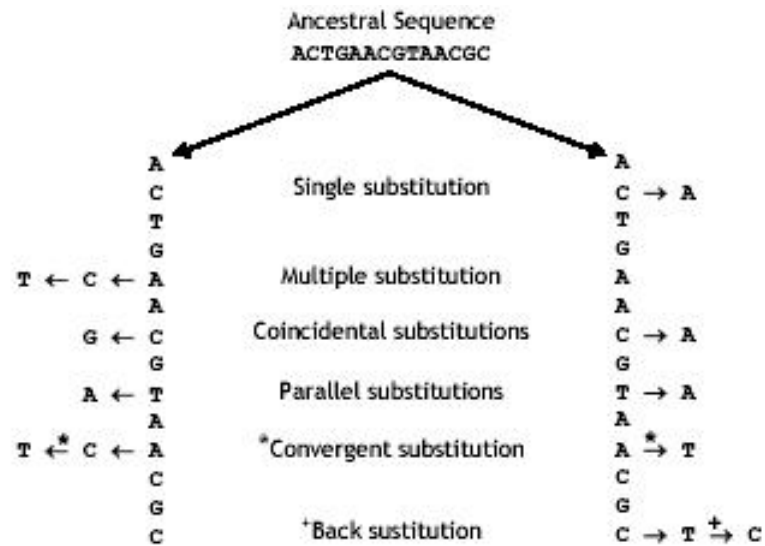 Ancestral Sequence
ACTGAACGTAACGC
A A
C Single substitution C → A
T T
G G
T ← C ← A Multiple substitution A
A A
G ← C Coincidental substitutions C → A
G G
A ← T Parallel substitutions T → A
A A
T *← C ← A *Convergent substitution A *→ T
C C
G G
C +Back sustitution C → T +→ C